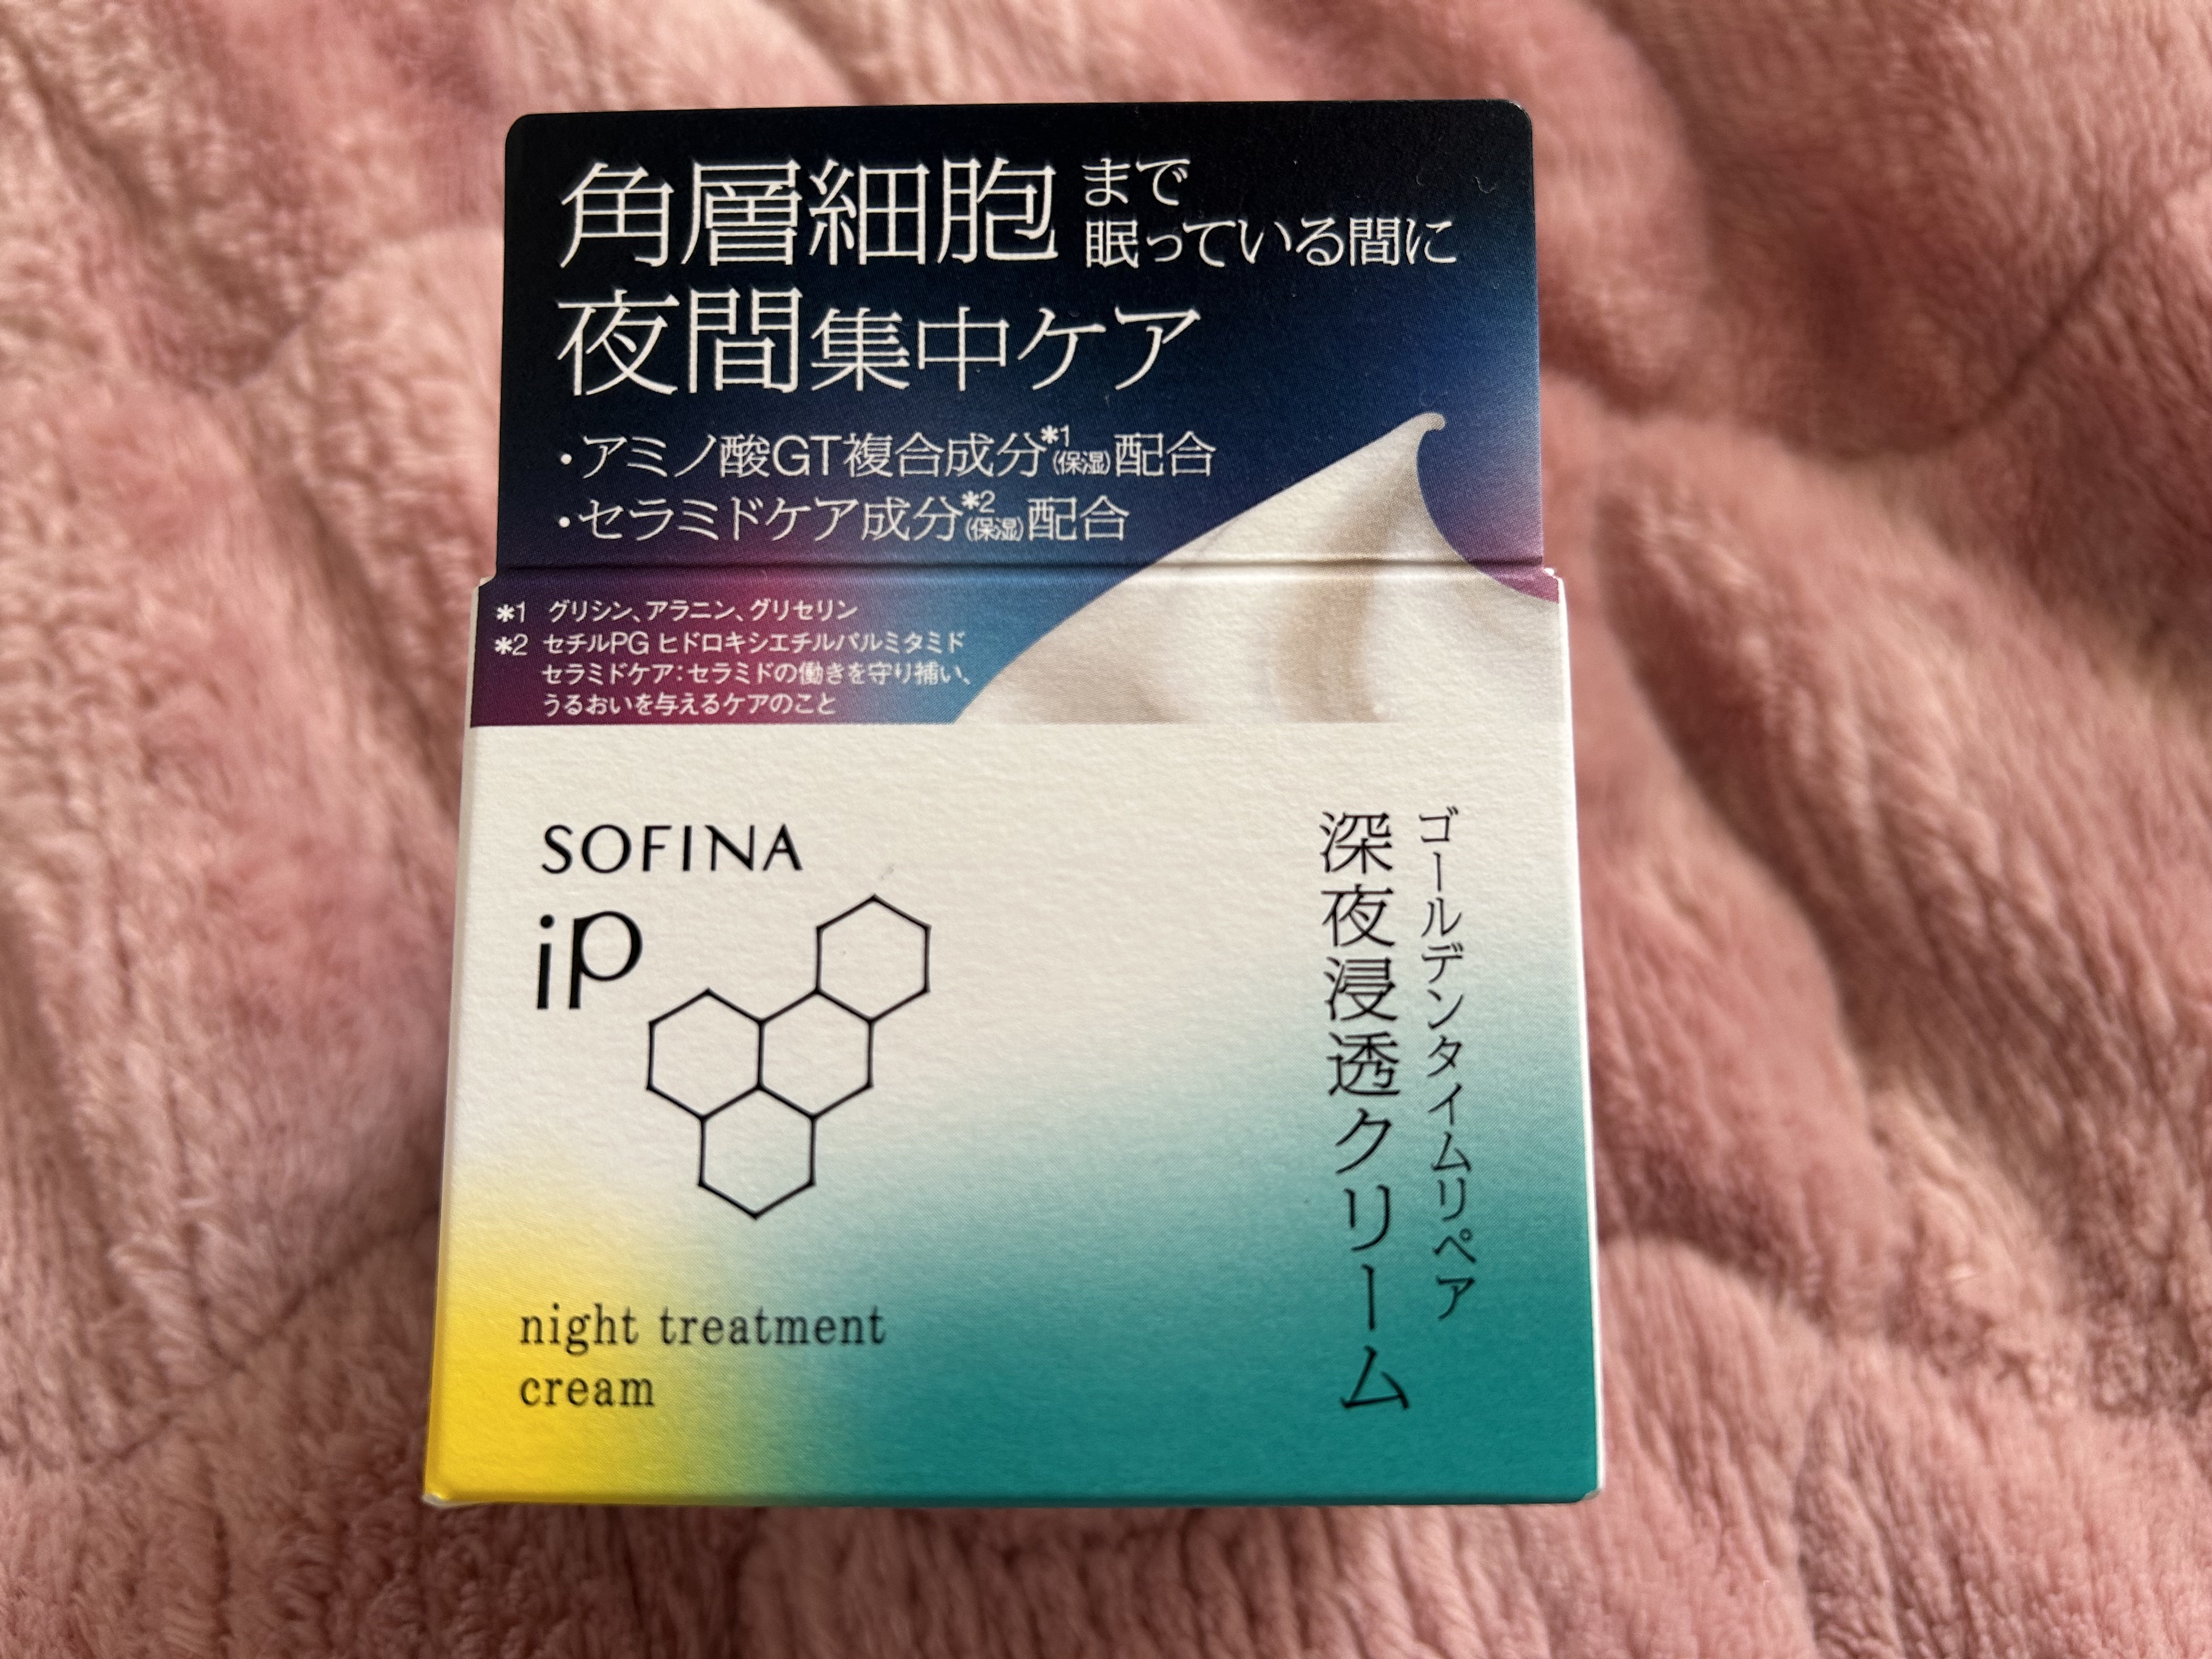 角層細胞まで
眠っている間に
夜間集中ケア
・アミノ酸GT複合成分*1(保湿)配合
・セラミドケア成分*2(保湿)配合
*1 グリシン、アラニン、グリセリン
*2 セチルPG ヒドロキシエチルパルミタミド
セラミドケア:セラミドの働きを守り補い、
うるおいを与えるケアのこと
SOFINA
iP
ゴールデンタイムリペア
深夜浸透クリーム
night treatment
cream